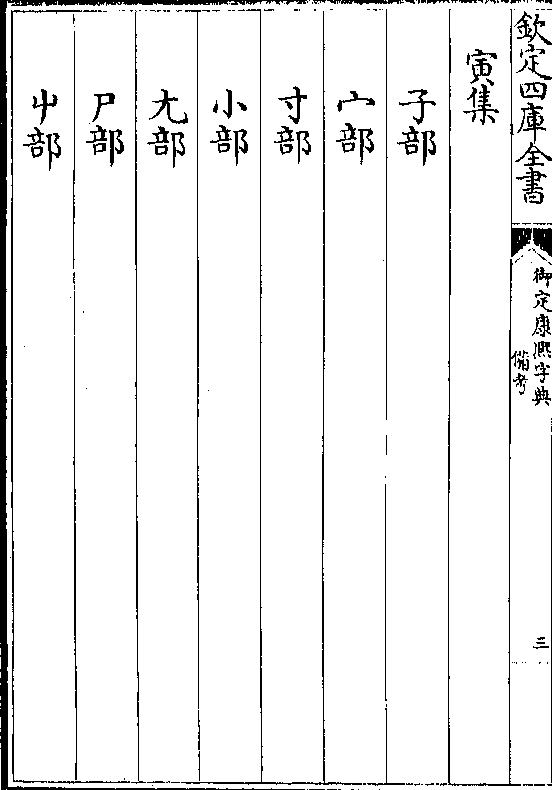 欽定四庫全書
御定康熙字典
備考
三
寅集
子部
宀部
寸部
小部
尢部
尸部
屮部